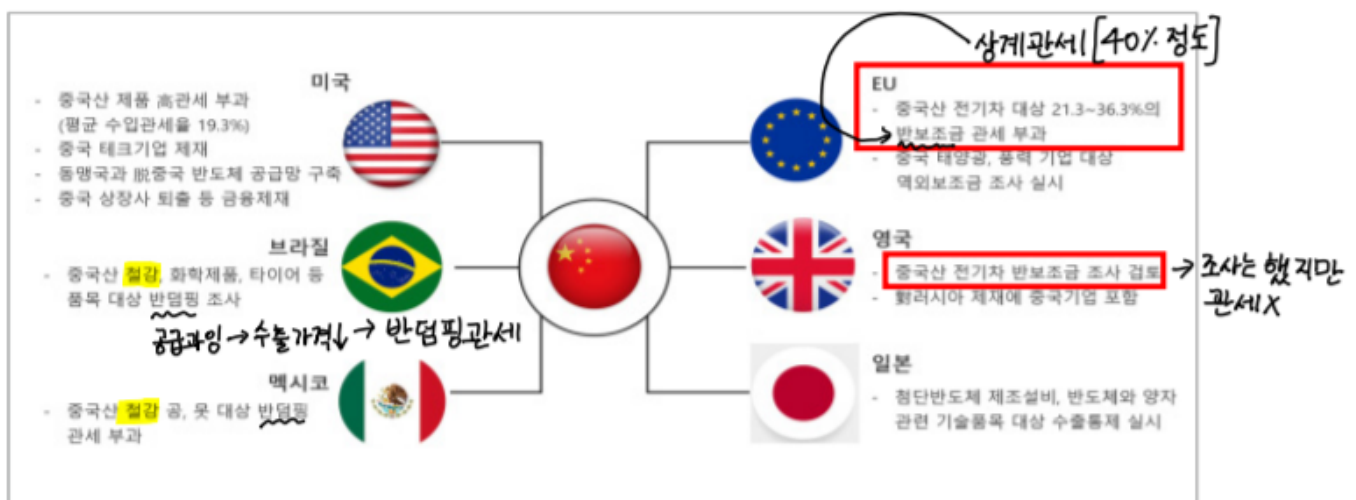 상계관세 [40% 정도]
미국
- 중국산 제품 高관세 부과
(평균 수입관세율 19.3%)
- 중국 테크기업 제재
- 동맹국과 脫중국 반도체 공급망 구축
- 중국 상장사 퇴출 등 금융제재
브라질
- 중국산 절강, 화학제품, 타이어 등
품목 대상 반덤핑 조사
공급과잉 → 수출가격↓ → 반덤핑관세
멕시코
- 중국산 절강 공, 못 대상 반덤핑
관세 부과
EU
- 중국산 전기차 대상 21.3~36.3%의
반보조금 관세 부과
- 중국 태양광, 풍력 기업 대상
역외보조금 조사 실시
영국
- 중국산 전기차 반보조금 조사 검토
→ 조사는 했지만
관세X
- 對러시아 제재에 중국기업 포함
일본
- 첨단반도체 제조설비, 반도체와 양자
관련 기술품목 대상 수출통제 실시